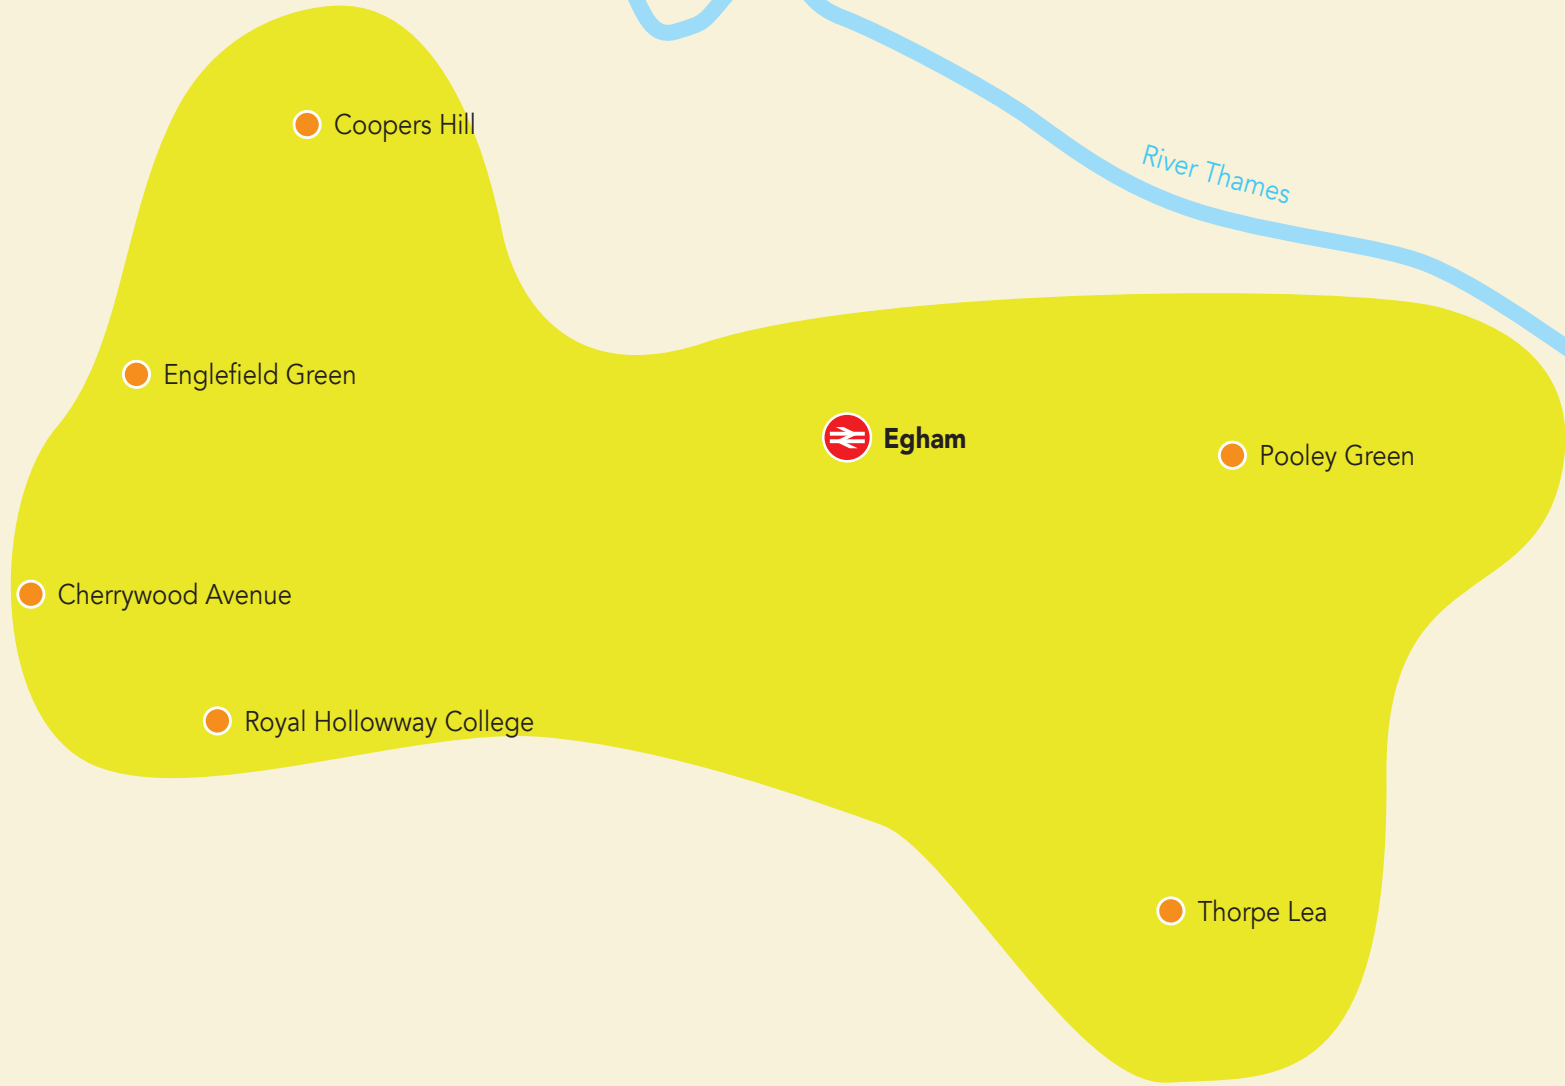 Coopers Hill
River Thames
Englefield Green
Egham
Pooley Green
Cherrywood Avenue
Royal Hollowway College
Thorpe Lea